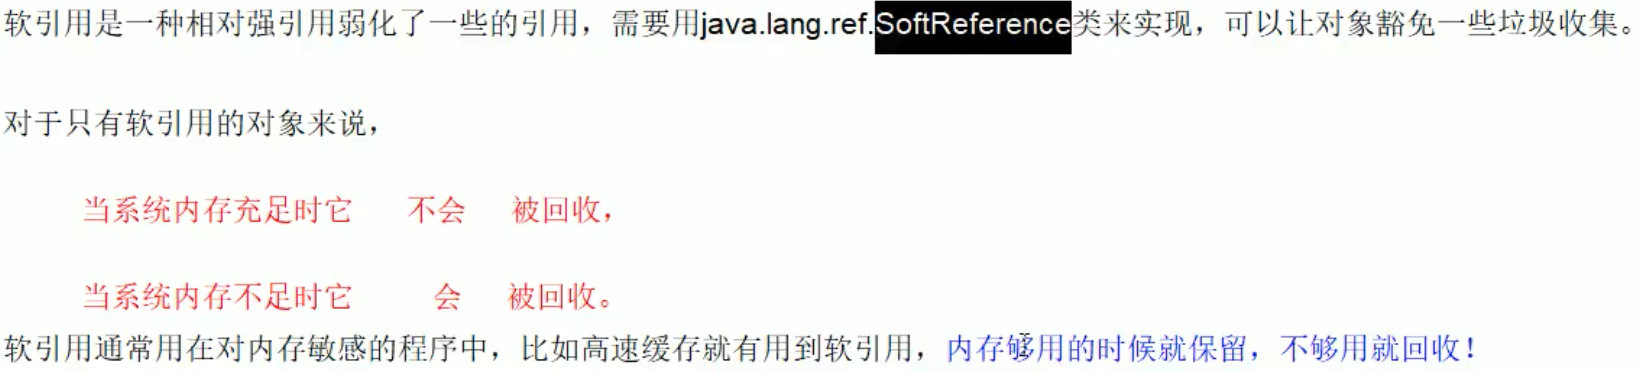 软引用是一种相对强引用弱化了一些的引用，需要用java.lang.ref.SoftReference类来实现，可以让对象豁免一些垃圾收集。
对于只有软引用的对象来说，
当系统内存充足时它 不会 被回收，
当系统内存不足时它 会 被回收。
软引用通常用在对内存敏感的程序中，比如高速缓存就有用到软引用，内存够用的时候就保留，不够用就回收！